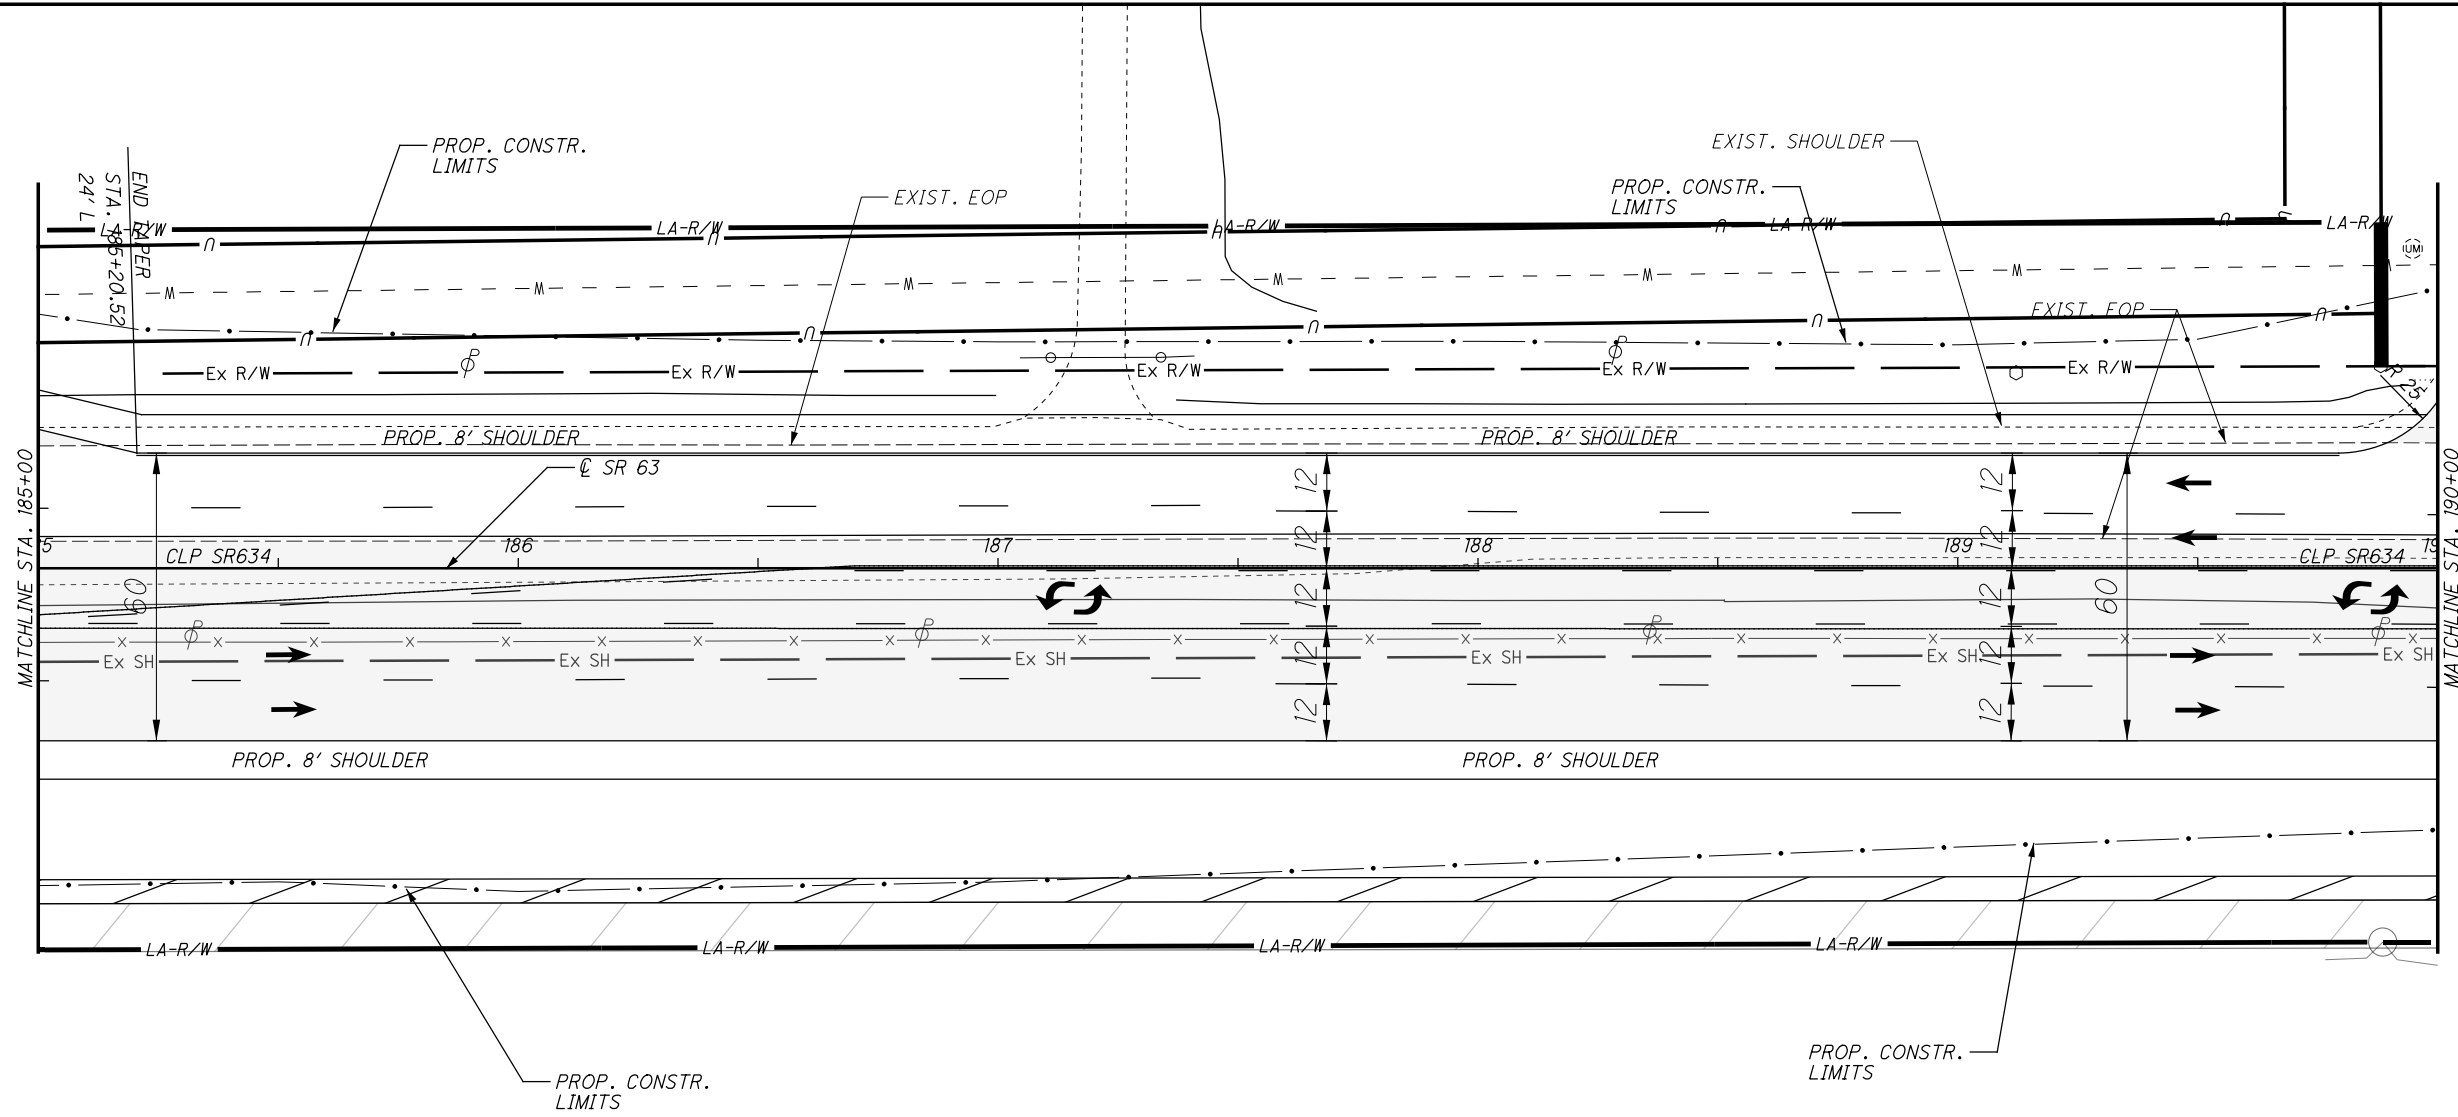 EXIST. SHOULDER
PROP. CONSTR.
LIMITS
PROP. CONSTR.
LIMITS
EXIST. EOP
END TAPER
STA. 185+20.52
24' L
LA-R/W
LA-R/W
LA-R/W
LA-R/W
LA-R/W
U
U
U
U
U
UM
W
W
W
W
W
W
EXIST. EOP
U
U
U
U
U
P
P
Ex R/W
Ex R/W
Ex R/W
Ex R/W
Ex R/W
R 25
PROP. 8' SHOULDER
PROP. 8' SHOULDER
℄ SR 63
MATCHLINE STA. 185+00
MATCHLINE STA. 190+00
12
12
12
12
5
186
187
188
189
19
CLP SR634
CLP SR634
60
12
12
60
P
P
P
P
X X X X X X X X X X X X X X X X X X X X X X X X X
12
12
Ex SH
Ex SH
Ex SH
Ex SH
Ex SH
Ex SH
12
12
PROP. 8' SHOULDER
PROP. 8' SHOULDER
LA-R/W
LA-R/W
LA-R/W
LA-R/W
PROP. CONSTR.
LIMITS
PROP. CONSTR.
LIMITS